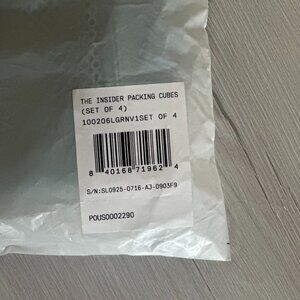 THE INSIDER PACKING CUBES
(SET OF 4)
100206LGRNV1SET OF 4
8 40168 71962 4
S/N:SL0925-0716-AJ-0903F9
POUS0002290